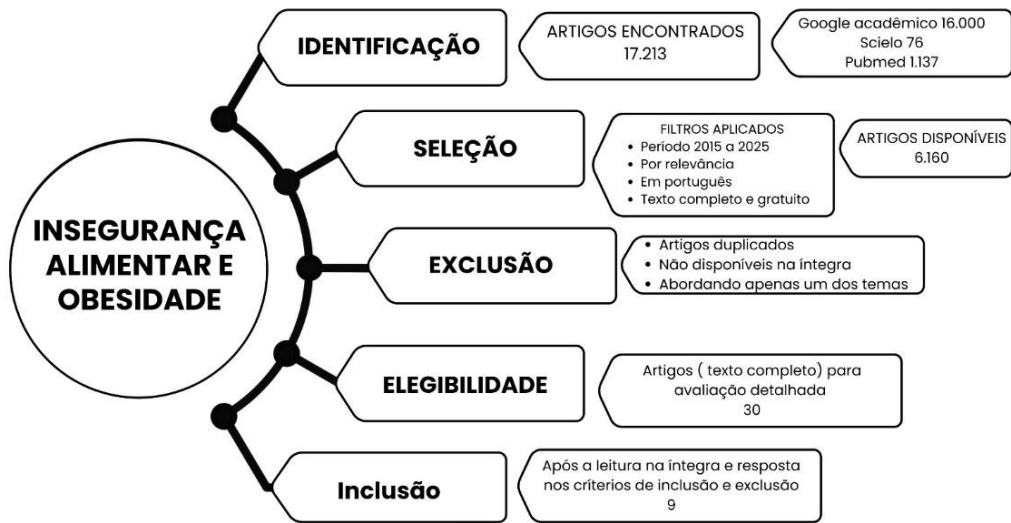 INSEGURANÇA
ALIMENTAR E
OBESIDADE
IDENTIFICAÇÃO
ARTIGOS ENCONTRADOS
17.213
Google acadêmico 16.000
Scielo 76
Pubmed 1.137
SELEÇÃO
FILTROS APLICADOS
• Período 2015 a 2025
• Por relevância
• Em português
• Texto completo e gratuito
ARTIGOS DISPONÍVEIS
6.160
EXCLUSÃO
• Artigos duplicados
• Não disponíveis na íntegra
• Abordando apenas um dos temas
ELEGIBILIDADE
Artigos ( texto completo) para
avaliação detalhada
30
Inclusão
Após a leitura na íntegra e resposta
nos críterios de inclusão e exclusão
9